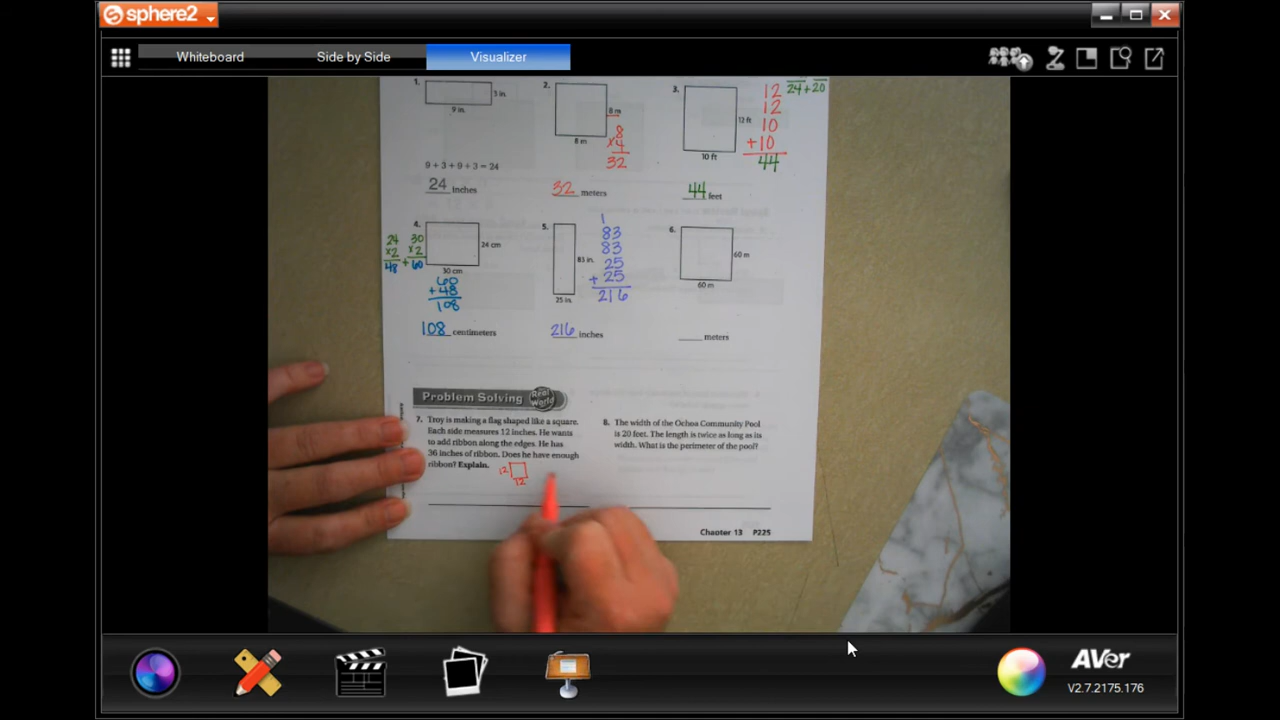 sphere2
Whiteboard
Side by Side
Visualizer
1.
3 in.
9 in.
9 + 3 + 9 + 3 = 24
24 inches
2.
8 m
8 m
8
×4
32
32 meters
3.
12 ft
10 ft
12
12
10
+10
44
24+20
44 feet
4.
24 cm
30 cm
24
×2
48
+
30
×2
60
60
+48
108
108 centimeters
5.
83 in.
25 in.
1
83
83
25
+25
216
216 inches
6.
60 m
60 m
meters
Problem Solving Real World
7. Troy is making a flag shaped like a square.
Each side measures 12 inches. He wants
to add ribbon along the edges. He has
36 inches of ribbon. Does he have enough
ribbon? Explain.
12
12
8. The width of the Ochoa Community Pool
is 20 feet. The length is twice as long as its
width. What is the perimeter of the pool?
Chapter 13 P225
AVer
V2.7.2175.176